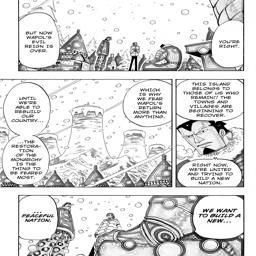 YOU'RE
RIGHT.
BUT NOW
WAPOL'S
EVIL
REIGN IS
OVER.
THIS ISLAND
BELONGS TO
THOSE OF US WHO
REMAIN!! THE
TOWNS AND
VILLAGES ARE
BEGINNING TO
RECOVER.
RIGHT NOW,
WE'RE UNITED
AND TRYING TO
BUILD A NEW
NATION.
WHICH IS
WHY WE FEAR
WAPOL'S
RETURN
MORE THAN
ANYTHING.
UNTIL
WE'RE
ABLE TO
REBUILD
OUR
COUNTRY...
...THE
RESTORA-
TION
OF THE
MONARCHY IS
THE THING
TO BE FEARED
MOST.
WE WANT
TO BUILD A
NEW...
...PEACEFUL
NATION.